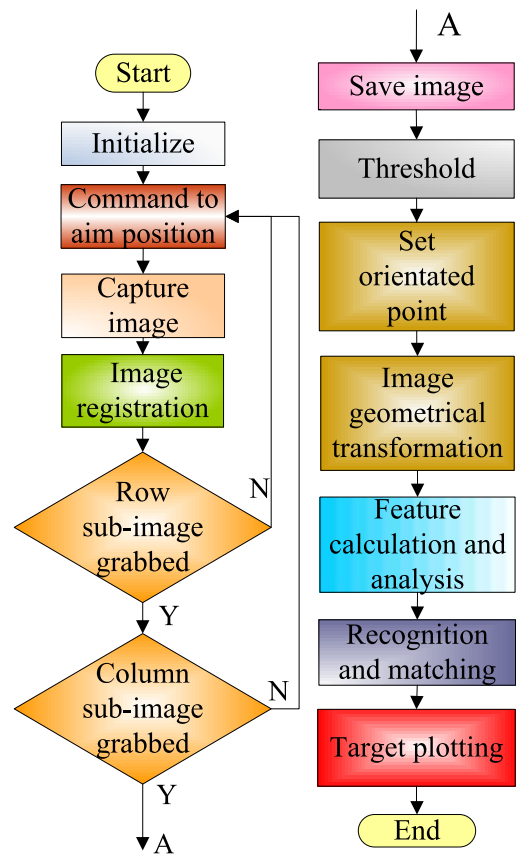 Start
Initialize
Command to
aim position
Capture
image
Image
registration
Row
sub-image
grabbed
N
Y
Column
sub-image
grabbed
N
Y
A
A
Save image
Threshold
Set
orientated
point
Image
geometrical
transformation
Feature
calculation and
analysis
Recognition
and matching
Target plotting
End